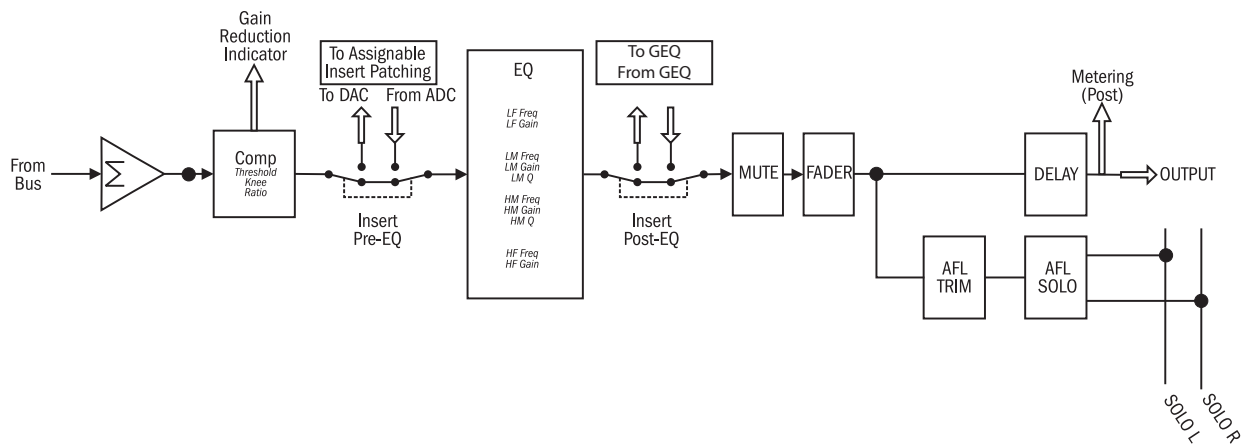 Gain
Reduction
Indicator
To Assignable
Insert Patching
To DAC
From ADC
EQ
LF Freq
LF Gain
LM Freq
LM Gain
LM Q
HM Freq
HM Gain
HM Q
HF Freq
HF Gain
To GEQ
From GEQ
Metering
(Post)
From
Bus
Σ
Comp
Threshold
Knee
Ratio
Insert
Pre-EQ
Insert
Post-EQ
MUTE
FADER
DELAY
OUTPUT
AFL
TRIM
AFL
SOLO
SOLO L
SOLO R